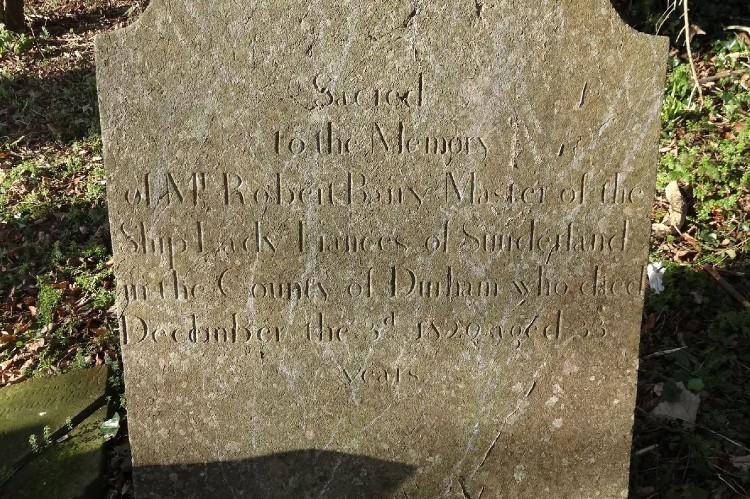 Sacred
to the Memory
of Mr Robert Barry Master of the
Ship Lady Frances of Sunderland
in the County of Durham who died
December the 3d 1829 aged 33
years